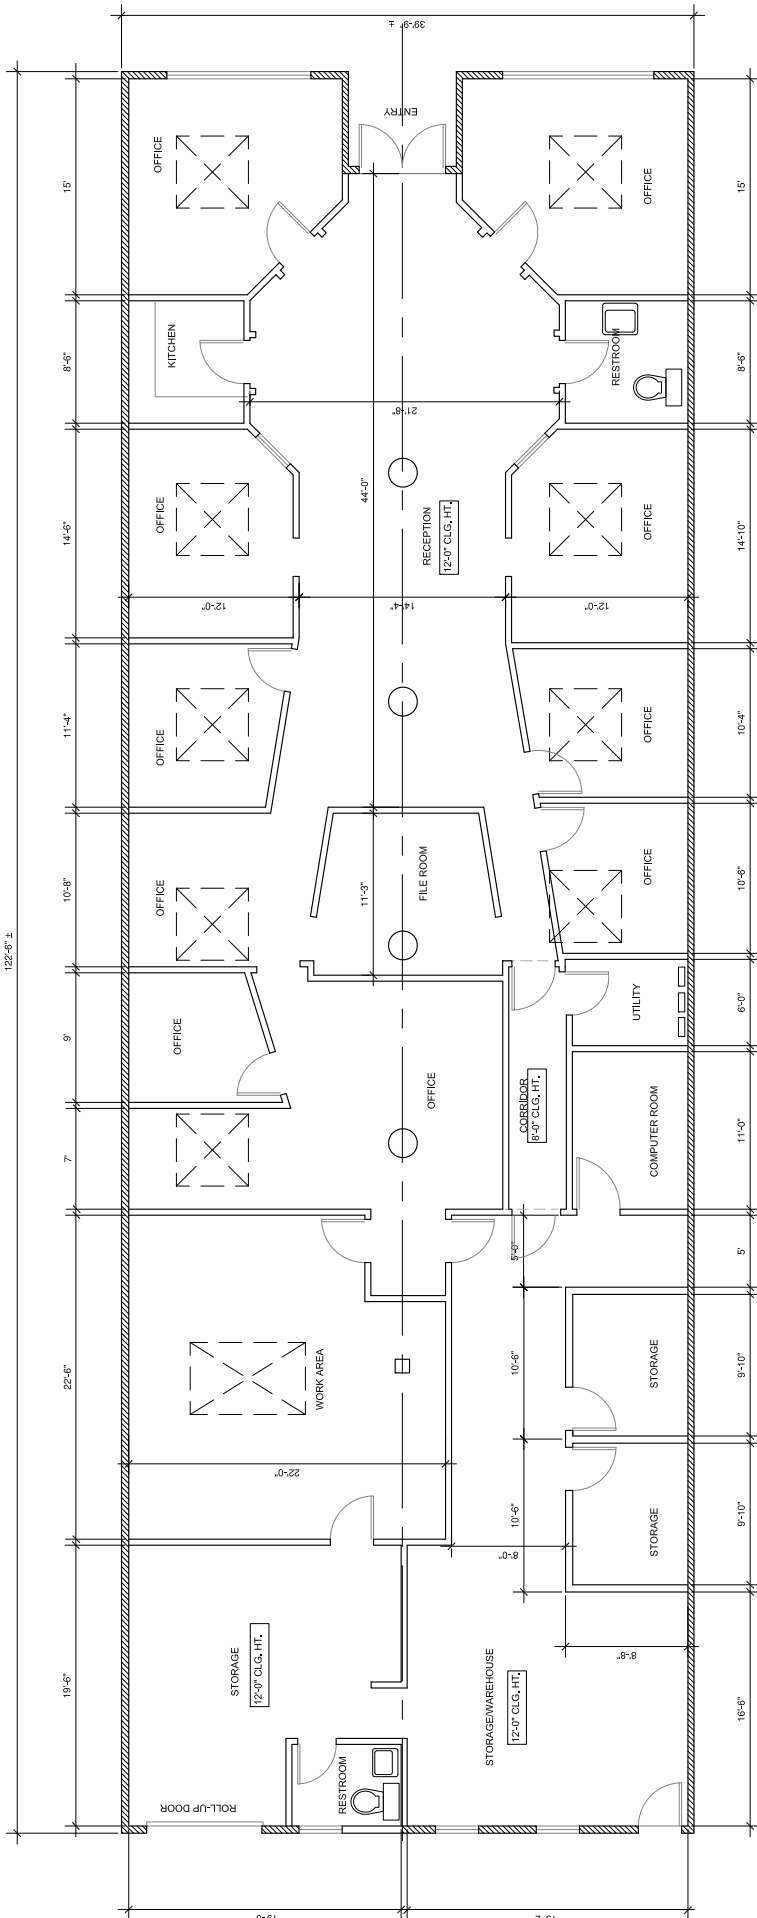 39'-9" ±
122'-6" ±
ENTRY
OFFICE
OFFICE
15'
15'
KITCHEN
RESTROOM
8'-6"
8'-6"
21'-8"
44'-0"
OFFICE
OFFICE
RECEPTION
12'-0" CLG. HT.
14'-6"
14'-10"
12'-0"
14'-4"
12'-0"
OFFICE
OFFICE
11'-4"
10'-4"
OFFICE
FILE ROOM
11'-3"
OFFICE
10'-8"
10'-6"
OFFICE
UTILITY
9'
6'-0"
OFFICE
CORRIDOR
8'-0" CLG. HT.
COMPUTER ROOM
7'
11'-0"
5'-0"
5'
WORK AREA
22'-6"
10'-6"
STORAGE
9'-10"
22'-0"
10'-6"
STORAGE
9'-10"
8'-0"
8'-8"
STORAGE
12'-0" CLG. HT.
STORAGE/WAREHOUSE
12'-0" CLG. HT.
19'-6"
16'-6"
RESTROOM
ROLL-UP DOOR